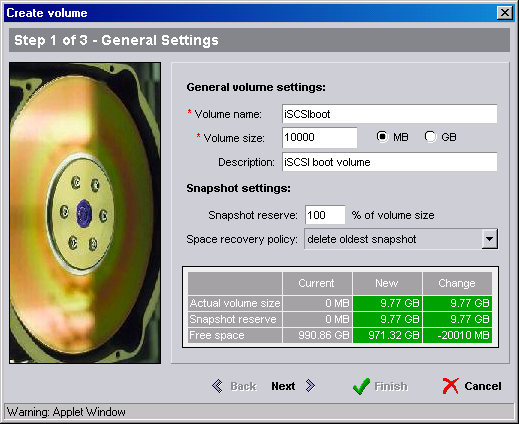 Create volume
Step 1 of 3 - General Settings
General volume settings:
* Volume name: iSCSIboot
* Volume size: 10000 MB GB
Description: iSCSI boot volume
Snapshot settings:
Snapshot reserve: 100 % of volume size
Space recovery policy: delete oldest snapshot
Current New Change
Actual volume size 0 MB 9.77 GB 9.77 GB
Snapshot reserve 0 MB 9.77 GB 9.77 GB
Free space 990.86 GB 971.32 GB -20010 MB
Back Next Finish Cancel
Warning: Applet Window